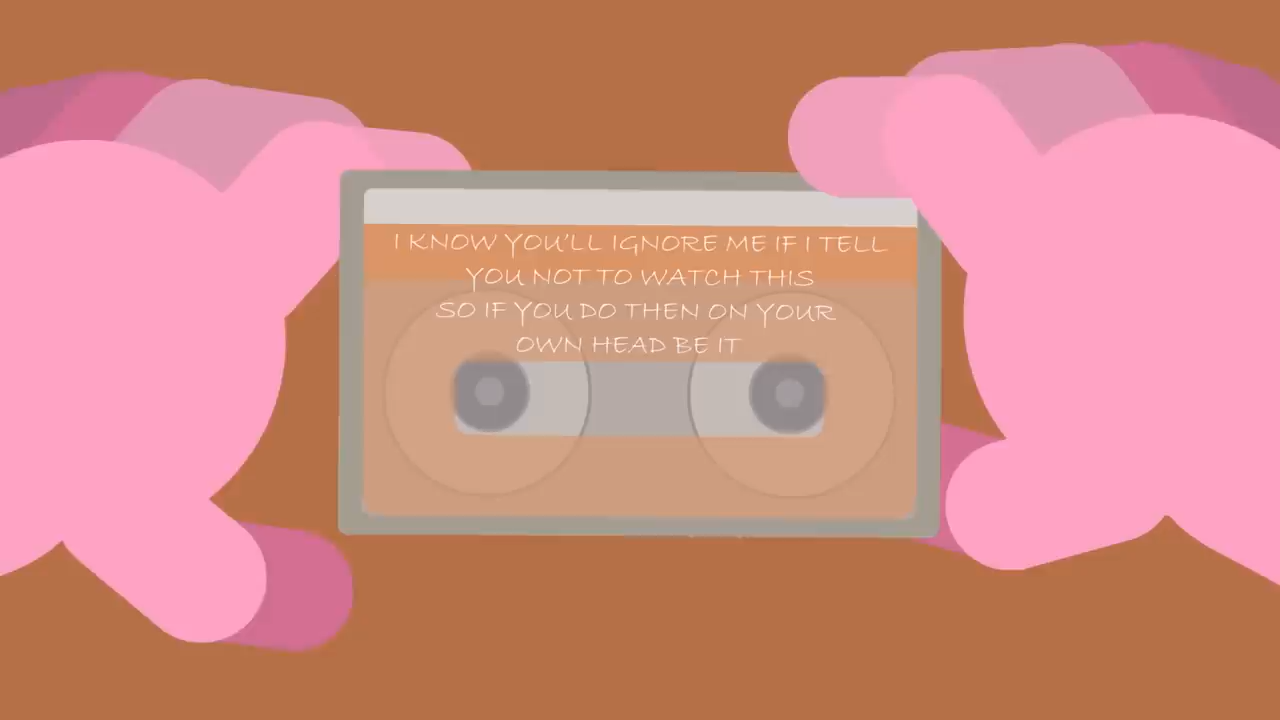 I KNOW YOU'LL IGNORE ME IF I TELL
YOU NOT TO WATCH THIS
SO IF YOU DO THEN ON YOUR
OWN HEAD BE IT